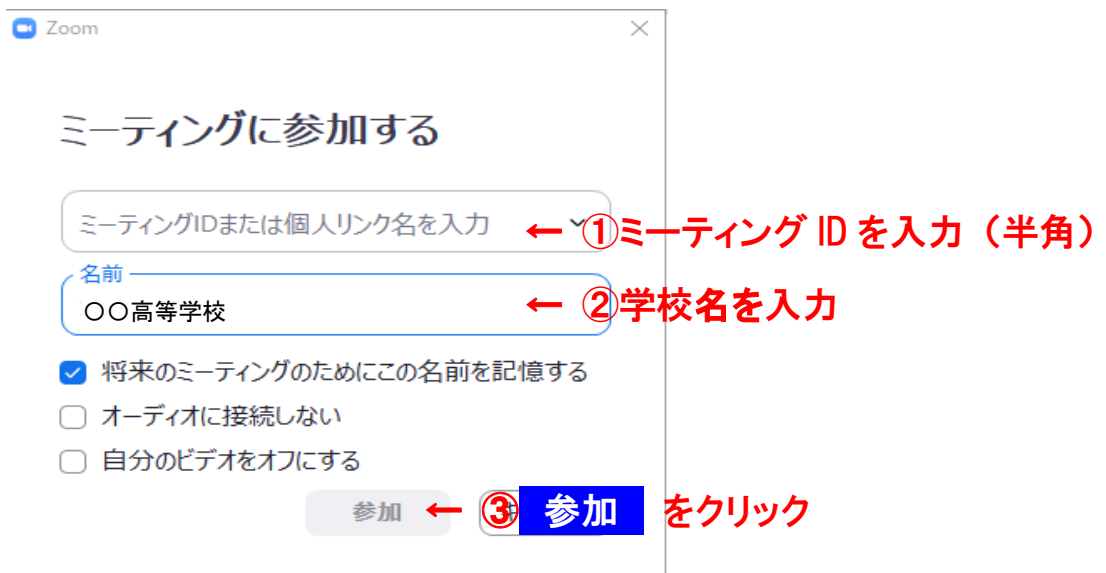 Zoom
ミーティングに参加する
ミーティングIDまたは個人リンク名を入力
← ①ミーティング ID を入力（半角）
名前
〇〇高等学校
← ②学校名を入力
将来のミーティングのためにこの名前を記憶する
オーディオに接続しない
自分のビデオをオフにする
参加 ← ③ 参加 をクリック